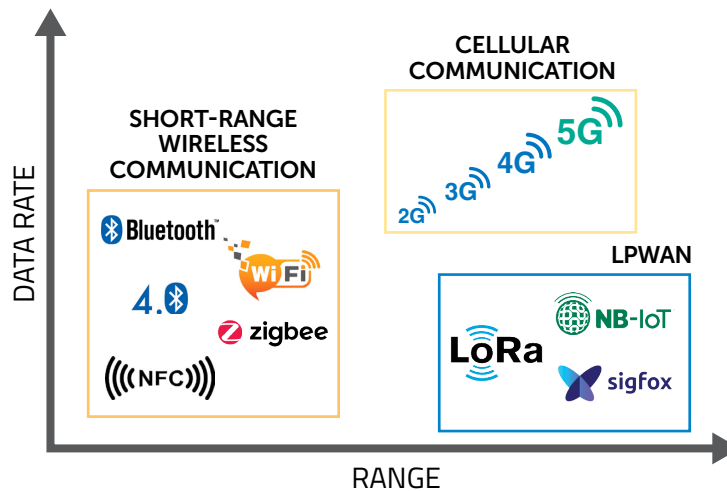 DATA RATE
SHORT-RANGE
WIRELESS
COMMUNICATION
Bluetooth™
WiFi
4.0
zigbee
((((NFC))))
CELLULAR
COMMUNICATION
2G
3G
4G
5G
LPWAN
LoRa
NB-IoT
sigfox
RANGE